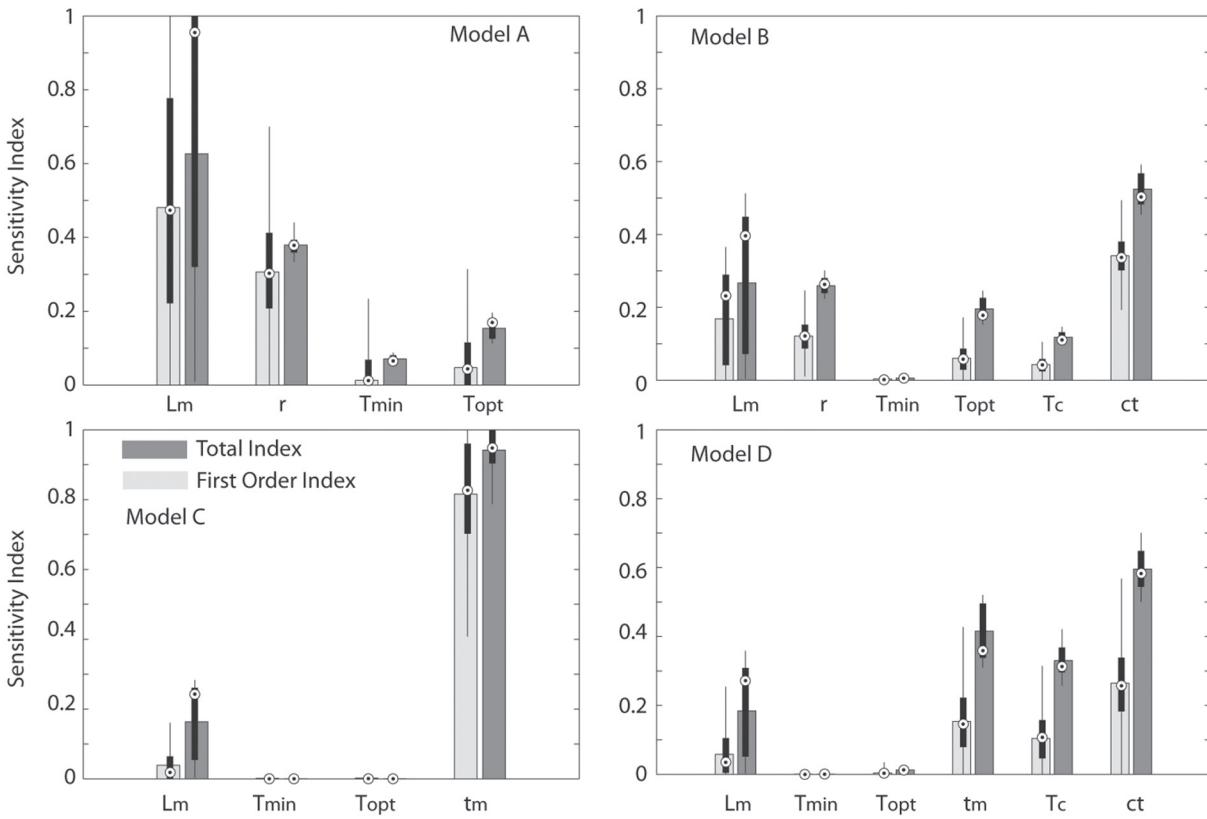 Model A
Sensitivity Index
1
0.8
0.6
0.4
0.2
0
Lm r Tmin Topt
Model B
1
0.8
0.6
0.4
0.2
0
Lm r Tmin Topt Tc ct
Total Index
First Order Index
Model C
Sensitivity Index
1
0.8
0.6
0.4
0.2
0
Lm Tmin Topt tm
Model D
1
0.8
0.6
0.4
0.2
0
Lm Tmin Topt tm Tc ct